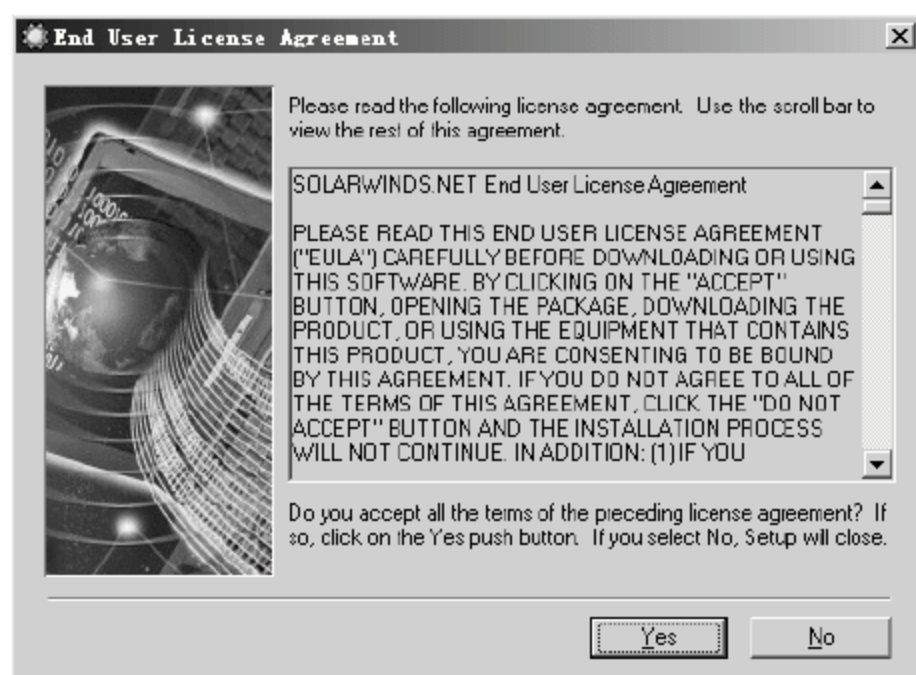 End User License Agreement
Please read the following license agreement. Use the scroll bar to
view the rest of this agreement.
SOLARWINDS.NET End User License Agreement
PLEASE READ THIS END USER LICENSE AGREEMENT
("EULA") CAREFULLY BEFORE DOWNLOADING OR USING
THIS SOFTWARE. BY CLICKING ON THE "ACCEPT"
BUTTON, OPENING THE PACKAGE, DOWNLOADING THE
PRODUCT, OR USING THE EQUIPMENT THAT CONTAINS
THIS PRODUCT, YOU ARE CONSENTING TO BE BOUND
BY THIS AGREEMENT. IF YOU DO NOT AGREE TO ALL OF
THE TERMS OF THIS AGREEMENT, CLICK THE "DO NOT
ACCEPT" BUTTON AND THE INSTALLATION PROCESS
WILL NOT CONTINUE. IN ADDITION: (1) IF YOU
Do you accept all the terms of the preceding license agreement? If
so, click on the Yes push button. If you select No, Setup will close.
Yes
No